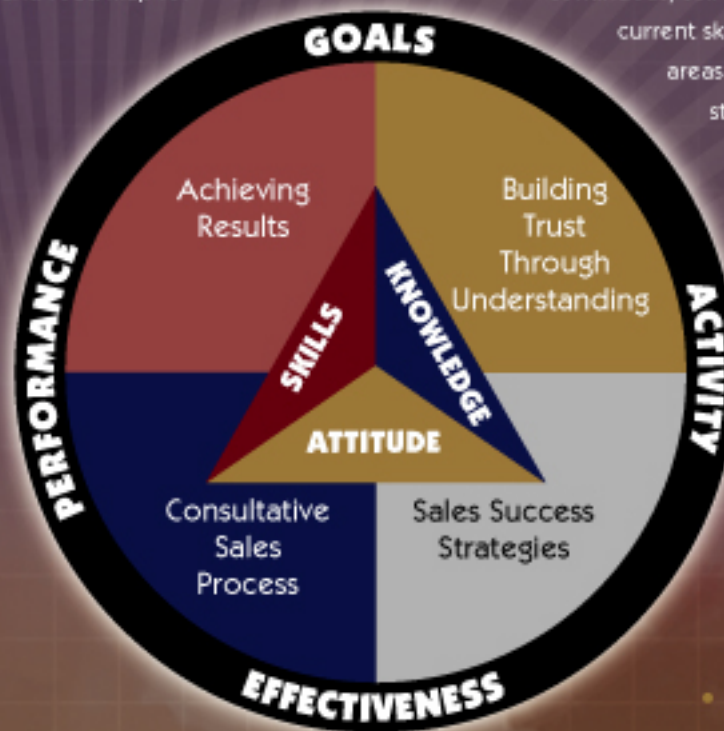 GOALS
current
areas
Achieving
Results
Building
Trust
Through
Understanding
PERFORMANCE
SKILLS
KNOWLEDGE
ACTIVITY
ATTITUDE
Consultative
Sales
Process
Sales Success
Strategies
EFFECTIVENESS